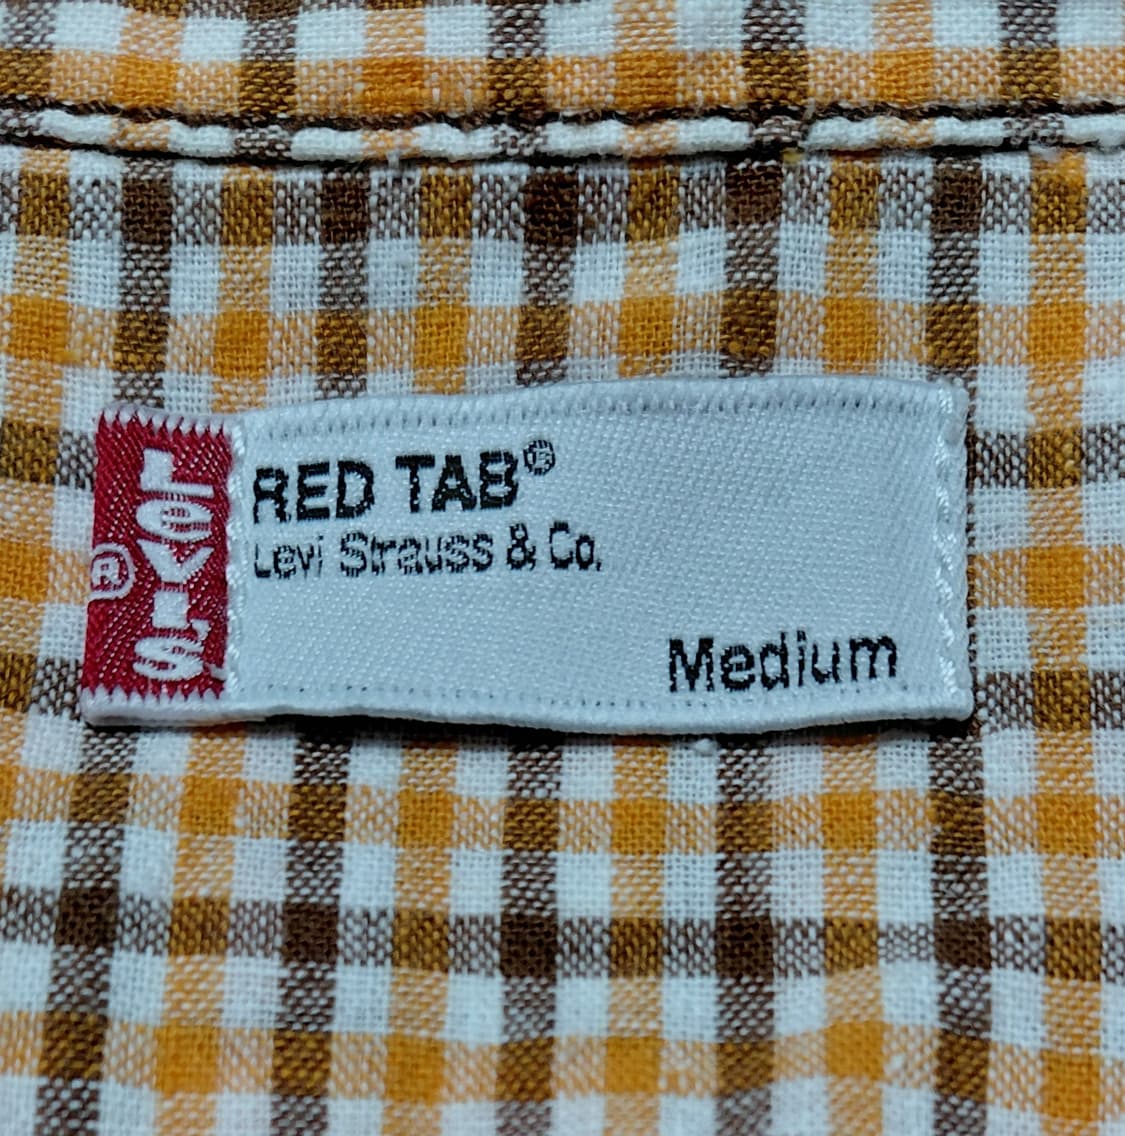 LEVI'S ®
RED TAB®
Levi Strauss & Co.
Medium